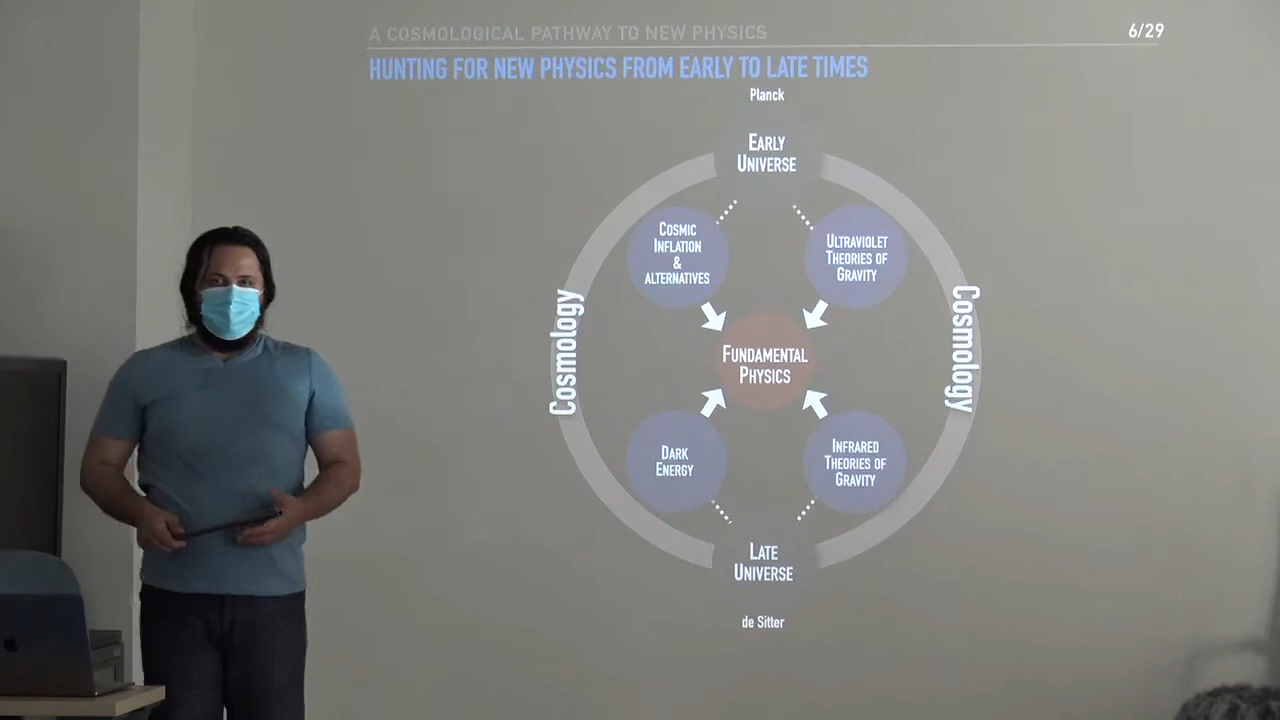 A COSMOLOGICAL PATHWAY TO NEW PHYSICS
6/29
HUNTING FOR NEW PHYSICS FROM EARLY TO LATE TIMES
Planck
EARLY
UNIVERSE
COSMIC
INFLATION
&
ALTERNATIVES
ULTRAVIOLET
THEORIES OF
GRAVITY
Cosmology
FUNDAMENTAL
PHYSICS
Cosmology
DARK
ENERGY
INFRARED
THEORIES OF
GRAVITY
LATE
UNIVERSE
de Sitter